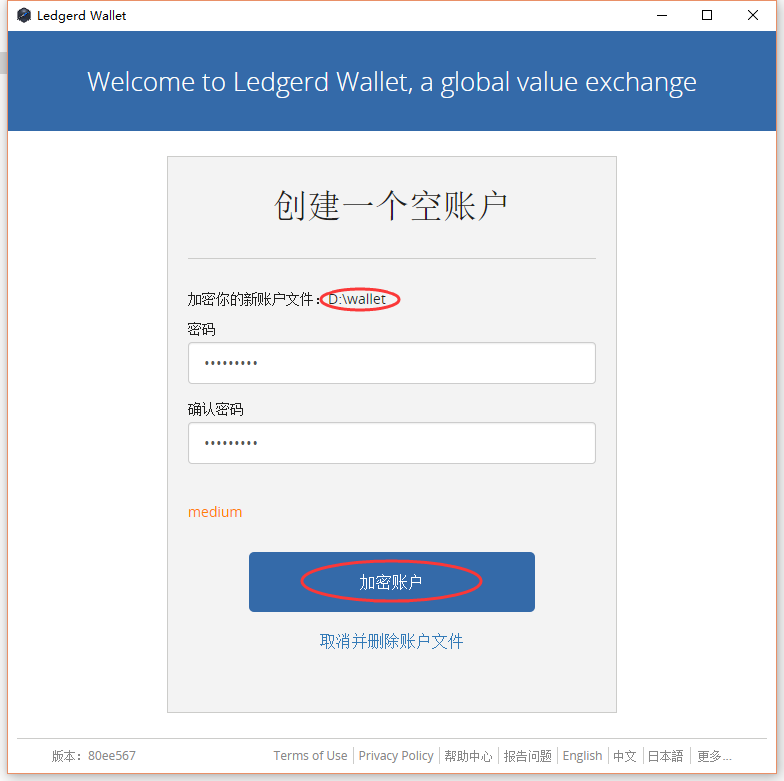 Ledgerd Wallet
Welcome to Ledgerd Wallet, a global value exchange
创建一个空账户
加密你的新账户文件：D:\wallet
密码
•••••••••
确认密码
•••••••••
medium
加密账户
取消并删除账户文件
版本：80ee567 Terms of Use Privacy Policy 帮助中心 报告问题 English 中文 日本語 更多...